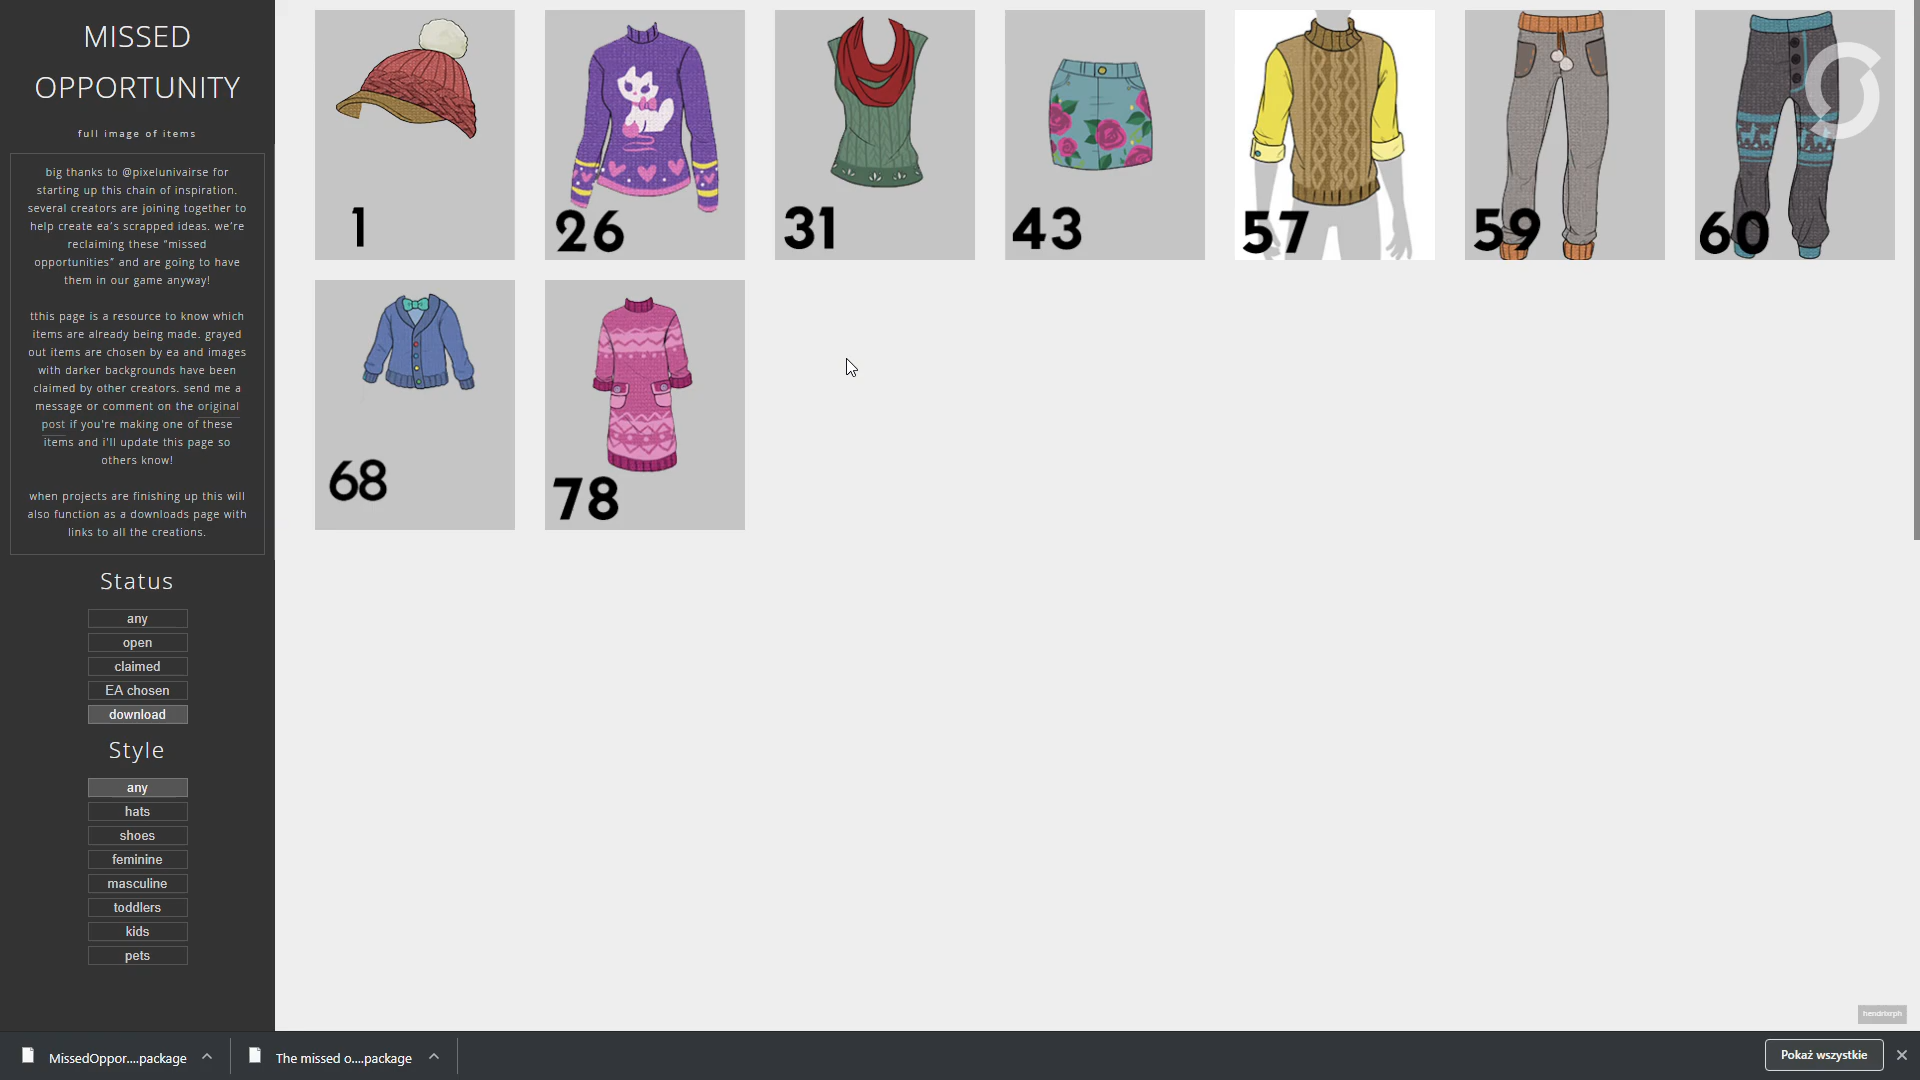 MISSED
OPPORTUNITY
full image of items
big thanks to @pixelunivairse for
starting up this chain of inspiration.
several creators are joining together to
help create ea's scrapped ideas. we're
reclaiming these "missed
opportunities" and are going to have
them in our game anyway!
tthis page is a resource to know which
items are already being made. grayed
out items are chosen by ea and images
with darker backgrounds have been
claimed by other creators. send me a
message or comment on the original
post if you're making one of these
items and i'll update this page so
others know!
when projects are finishing up this will
also function as a downloads page with
links to all the creations.
Status
any
open
claimed
EA chosen
download
Style
any
hats
shoes
feminine
masculine
toddlers
kids
pets
1
26
31
43
57
59
60
68
78
hendrisrph
MissedOppor....package
The missed o....package
Pokaż wszystkie